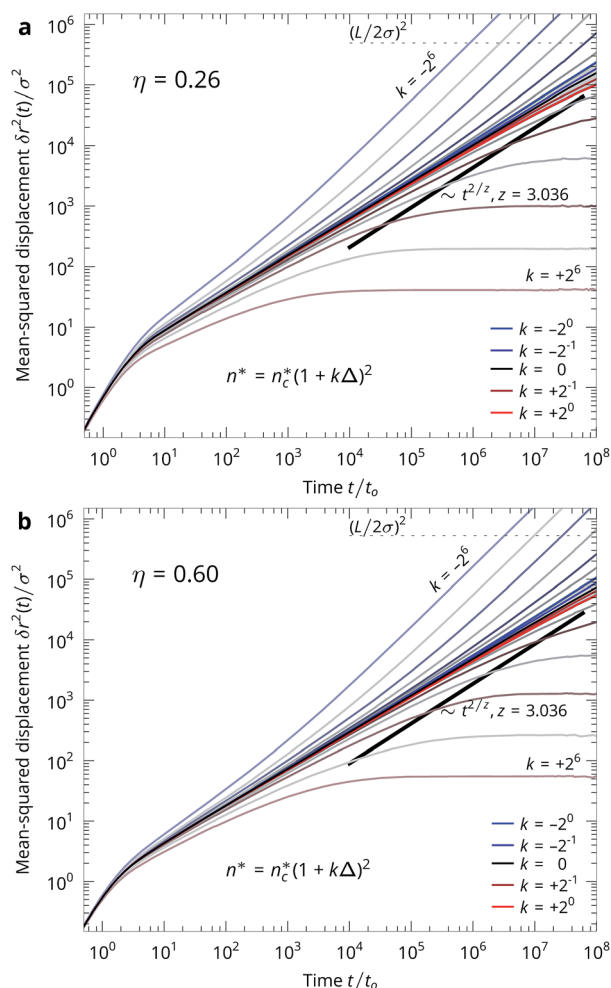 a
10⁶
10⁵
10⁴
10³
10²
10¹
10⁰
Mean-squared displacement δr²(t)/σ²
(L/2σ)²
η = 0.26
k = –2⁶
~ t^{2/z}, z = 3.036
k = +2⁶
n* = n_c*(1 + kΔ)²
k = –2⁰
k = –2⁻¹
k = 0
k = +2⁻¹
k = +2⁰
10⁰ 10¹ 10² 10³ 10⁴ 10⁵ 10⁶ 10⁷ 10⁸
Time t/tₒ
b
10⁶
10⁵
10⁴
10³
10²
10¹
10⁰
Mean-squared displacement δr²(t)/σ²
(L/2σ)²
η = 0.60
k = –2⁶
~ t^{2/z}, z = 3.036
k = +2⁶
n* = n_c*(1 + kΔ)²
k = –2⁰
k = –2⁻¹
k = 0
k = +2⁻¹
k = +2⁰
10⁰ 10¹ 10² 10³ 10⁴ 10⁵ 10⁶ 10⁷ 10⁸
Time t/tₒ